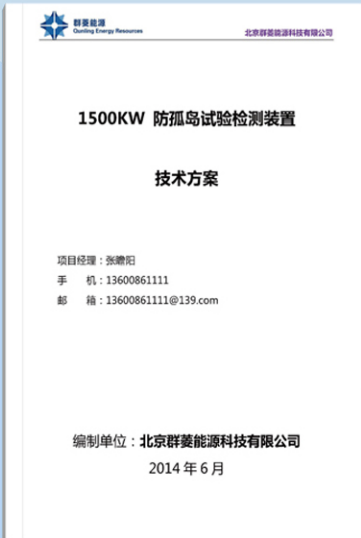 群菱能源
Qunling Energy Resources
北京群菱能源科技有限公司
1500KW 防孤岛试验检测装置
技术方案
项目经理：张瞻阳
手 机：13600861111
邮 箱：13600861111@139.com
编制单位：北京群菱能源科技有限公司
2014 年 6 月